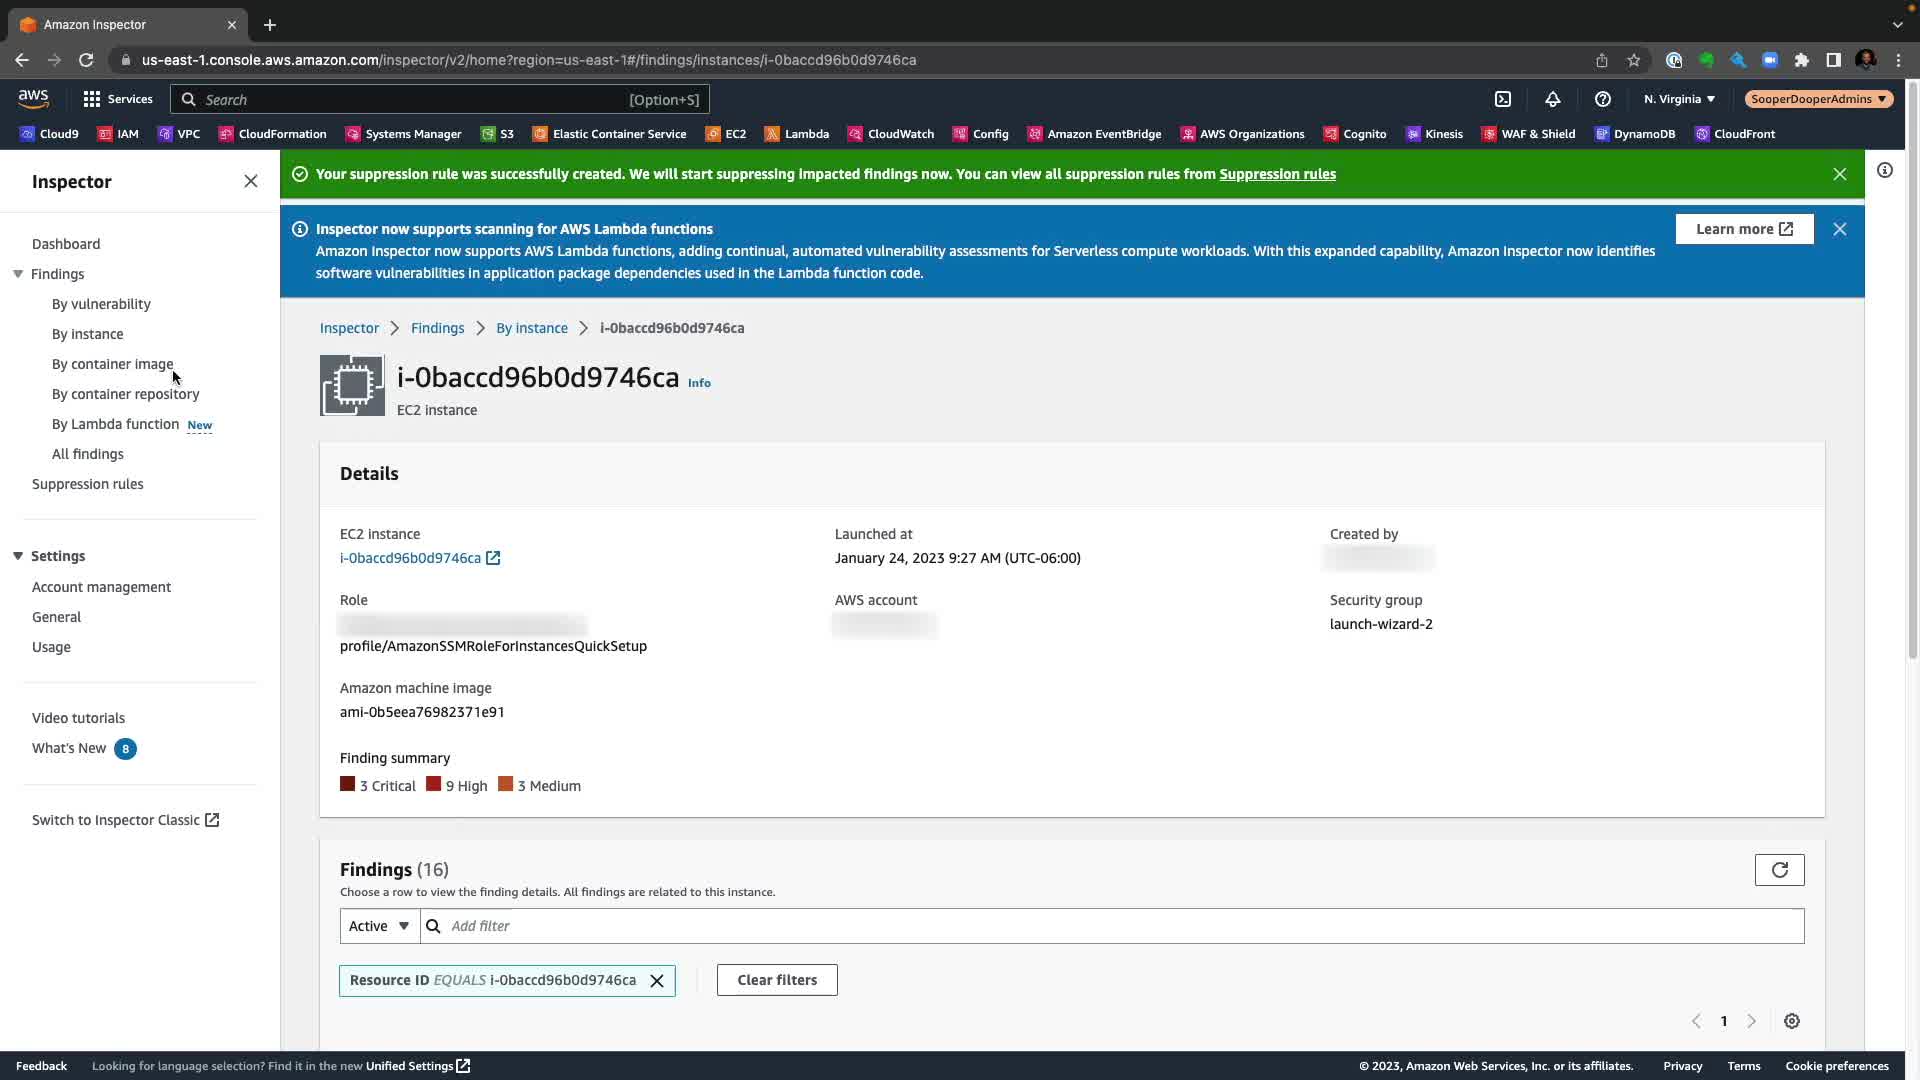 Amazon Inspector
us-east-1.console.aws.amazon.com/inspector/v2/home?region=us-east-1#/findings/instances/i-0baccd96b0d9746ca
aws
Services
Search
[Option+S]
N. Virginia
SooperDooperAdmins
Cloud9
IAM
VPC
CloudFormation
Systems Manager
S3
Elastic Container Service
EC2
Lambda
CloudWatch
Config
Amazon EventBridge
AWS Organizations
Cognito
Kinesis
WAF & Shield
DynamoDB
CloudFront
Inspector
Dashboard
Findings
By vulnerability
By instance
By container image
By container repository
By Lambda function New
All findings
Suppression rules
Settings
Account management
General
Usage
Video tutorials
What's New 8
Switch to Inspector Classic
Your suppression rule was successfully created. We will start suppressing impacted findings now. You can view all suppression rules from Suppression rules
Inspector now supports scanning for AWS Lambda functions
Amazon Inspector now supports AWS Lambda functions, adding continual, automated vulnerability assessments for Serverless compute workloads. With this expanded capability, Amazon Inspector now identifies
software vulnerabilities in application package dependencies used in the Lambda function code.
Learn more
Inspector
Findings
By instance
i-0baccd96b0d9746ca
i-0baccd96b0d9746ca Info
EC2 instance
Details
EC2 instance
i-0baccd96b0d9746ca
Launched at
January 24, 2023 9:27 AM (UTC-06:00)
Created by
Role
profile/AmazonSSMRoleForInstancesQuickSetup
AWS account
Security group
launch-wizard-2
Amazon machine image
ami-0b5eea76982371e91
Finding summary
3 Critical
9 High
3 Medium
Findings (16)
Choose a row to view the finding details. All findings are related to this instance.
Active
Add filter
Resource ID EQUALS i-0baccd96b0d9746ca
Clear filters
1
Feedback
Looking for language selection? Find it in the new Unified Settings
© 2023, Amazon Web Services, Inc. or its affiliates.
Privacy
Terms
Cookie preferences